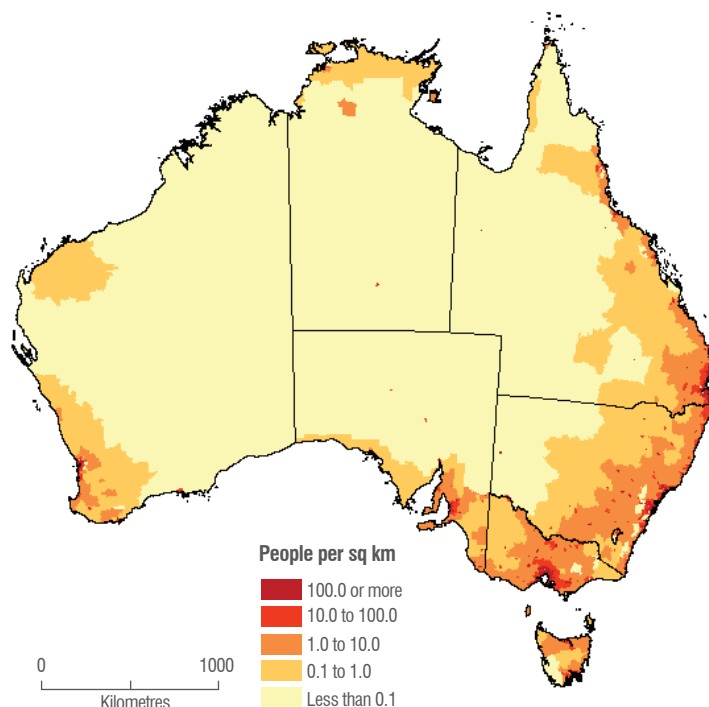 People per sq km
100.0 or more
10.0 to 100.0
1.0 to 10.0
0.1 to 1.0
Less than 0.1
0 1000
Kilometres